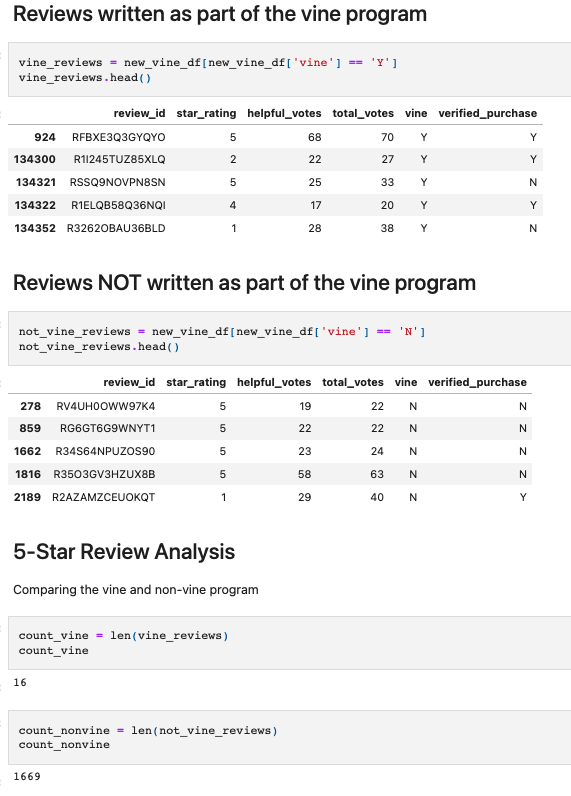 Reviews written as part of the vine program
vine_reviews = new_vine_df[new_vine_df['vine'] == 'Y']
vine_reviews.head()
review_id star_rating helpful_votes total_votes vine verified_purchase
924 RFBXE3Q3GYQYO 5 68 70 Y Y
134300 R1I245TUZ85XLQ 2 22 27 Y Y
134321 RSSQ9NOVPN8SN 5 25 33 Y N
134322 R1ELQB58Q36NQI 4 17 20 Y Y
134352 R3262OBAU36BLD 1 28 38 Y N
Reviews NOT written as part of the vine program
not_vine_reviews = new_vine_df[new_vine_df['vine'] == 'N']
not_vine_reviews.head()
review_id star_rating helpful_votes total_votes vine verified_purchase
278 RV4UH0OWW97K4 5 19 22 N N
859 RG6GT6G9WNYT1 5 22 22 N N
1662 R34S64NPUZOS90 5 23 24 N N
1816 R35O3GV3HZUX8B 5 58 63 N N
2189 R2AZAMZCEUOKQT 1 29 40 N Y
5-Star Review Analysis
Comparing the vine and non-vine program
count_vine = len(vine_reviews)
count_vine
16
count_nonvine = len(not_vine_reviews)
count_nonvine
1669